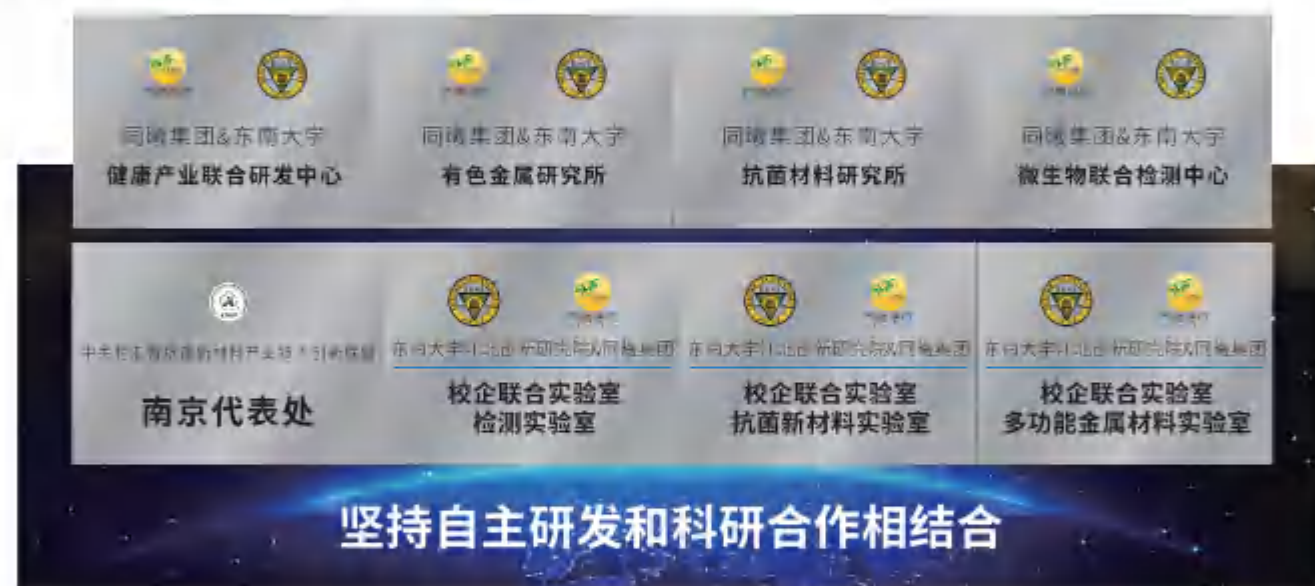 同曦集团&东南大学
健康产业联合研发中心
同曦集团&东南大学
有色金属研究所
同曦集团&东南大学
抗菌材料研究所
同曦集团&东南大学
微生物联合检测中心
南京代表处
校企联合实验室
检测实验室
校企联合实验室
抗菌新材料实验室
校企联合实验室
多功能金属材料实验室
坚持自主研发和科研合作相结合